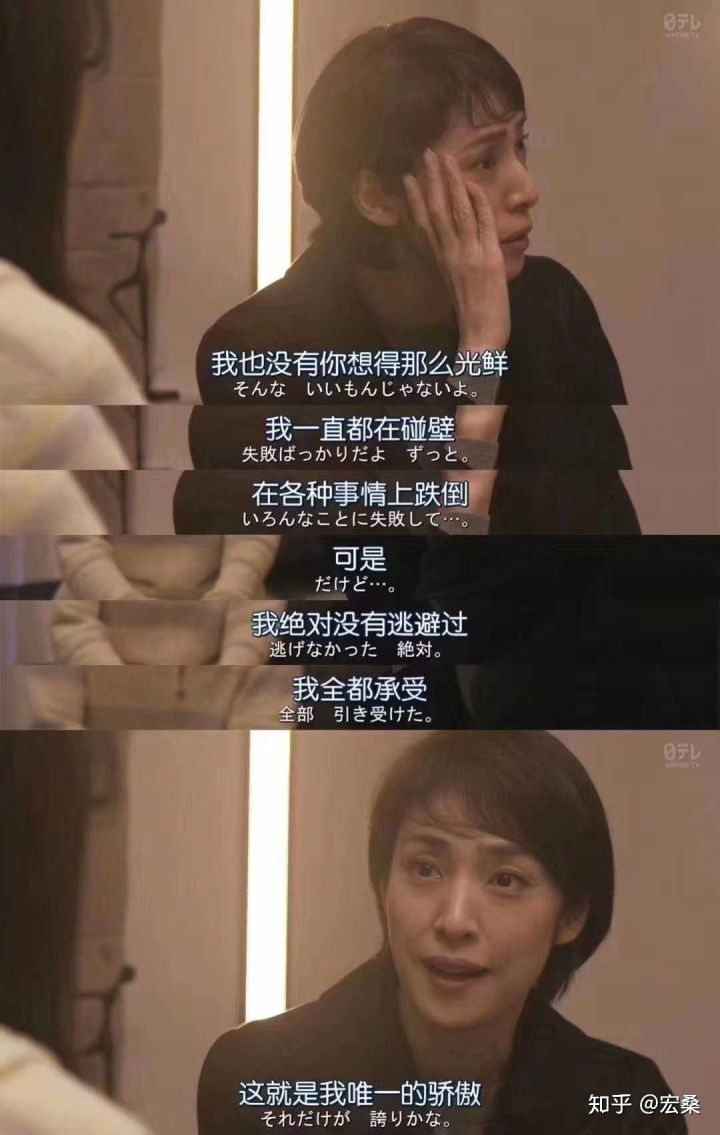 日テレ
NIPPON TV
我也没有你想得那么光鲜
そんな　いいもんじゃないよ。
我一直都在碰壁
失敗ばっかりだよ　ずっと。
在各种事情上跌倒
いろんなことに失敗して…。
可是
だけど…。
我绝对没有逃避过
逃げなかった　絶対。
我全都承受
全部　引き受けた。
日テレ
NIPPON TV
这就是我唯一的骄傲
それだけが　誇りかな。
知乎 @宏桑